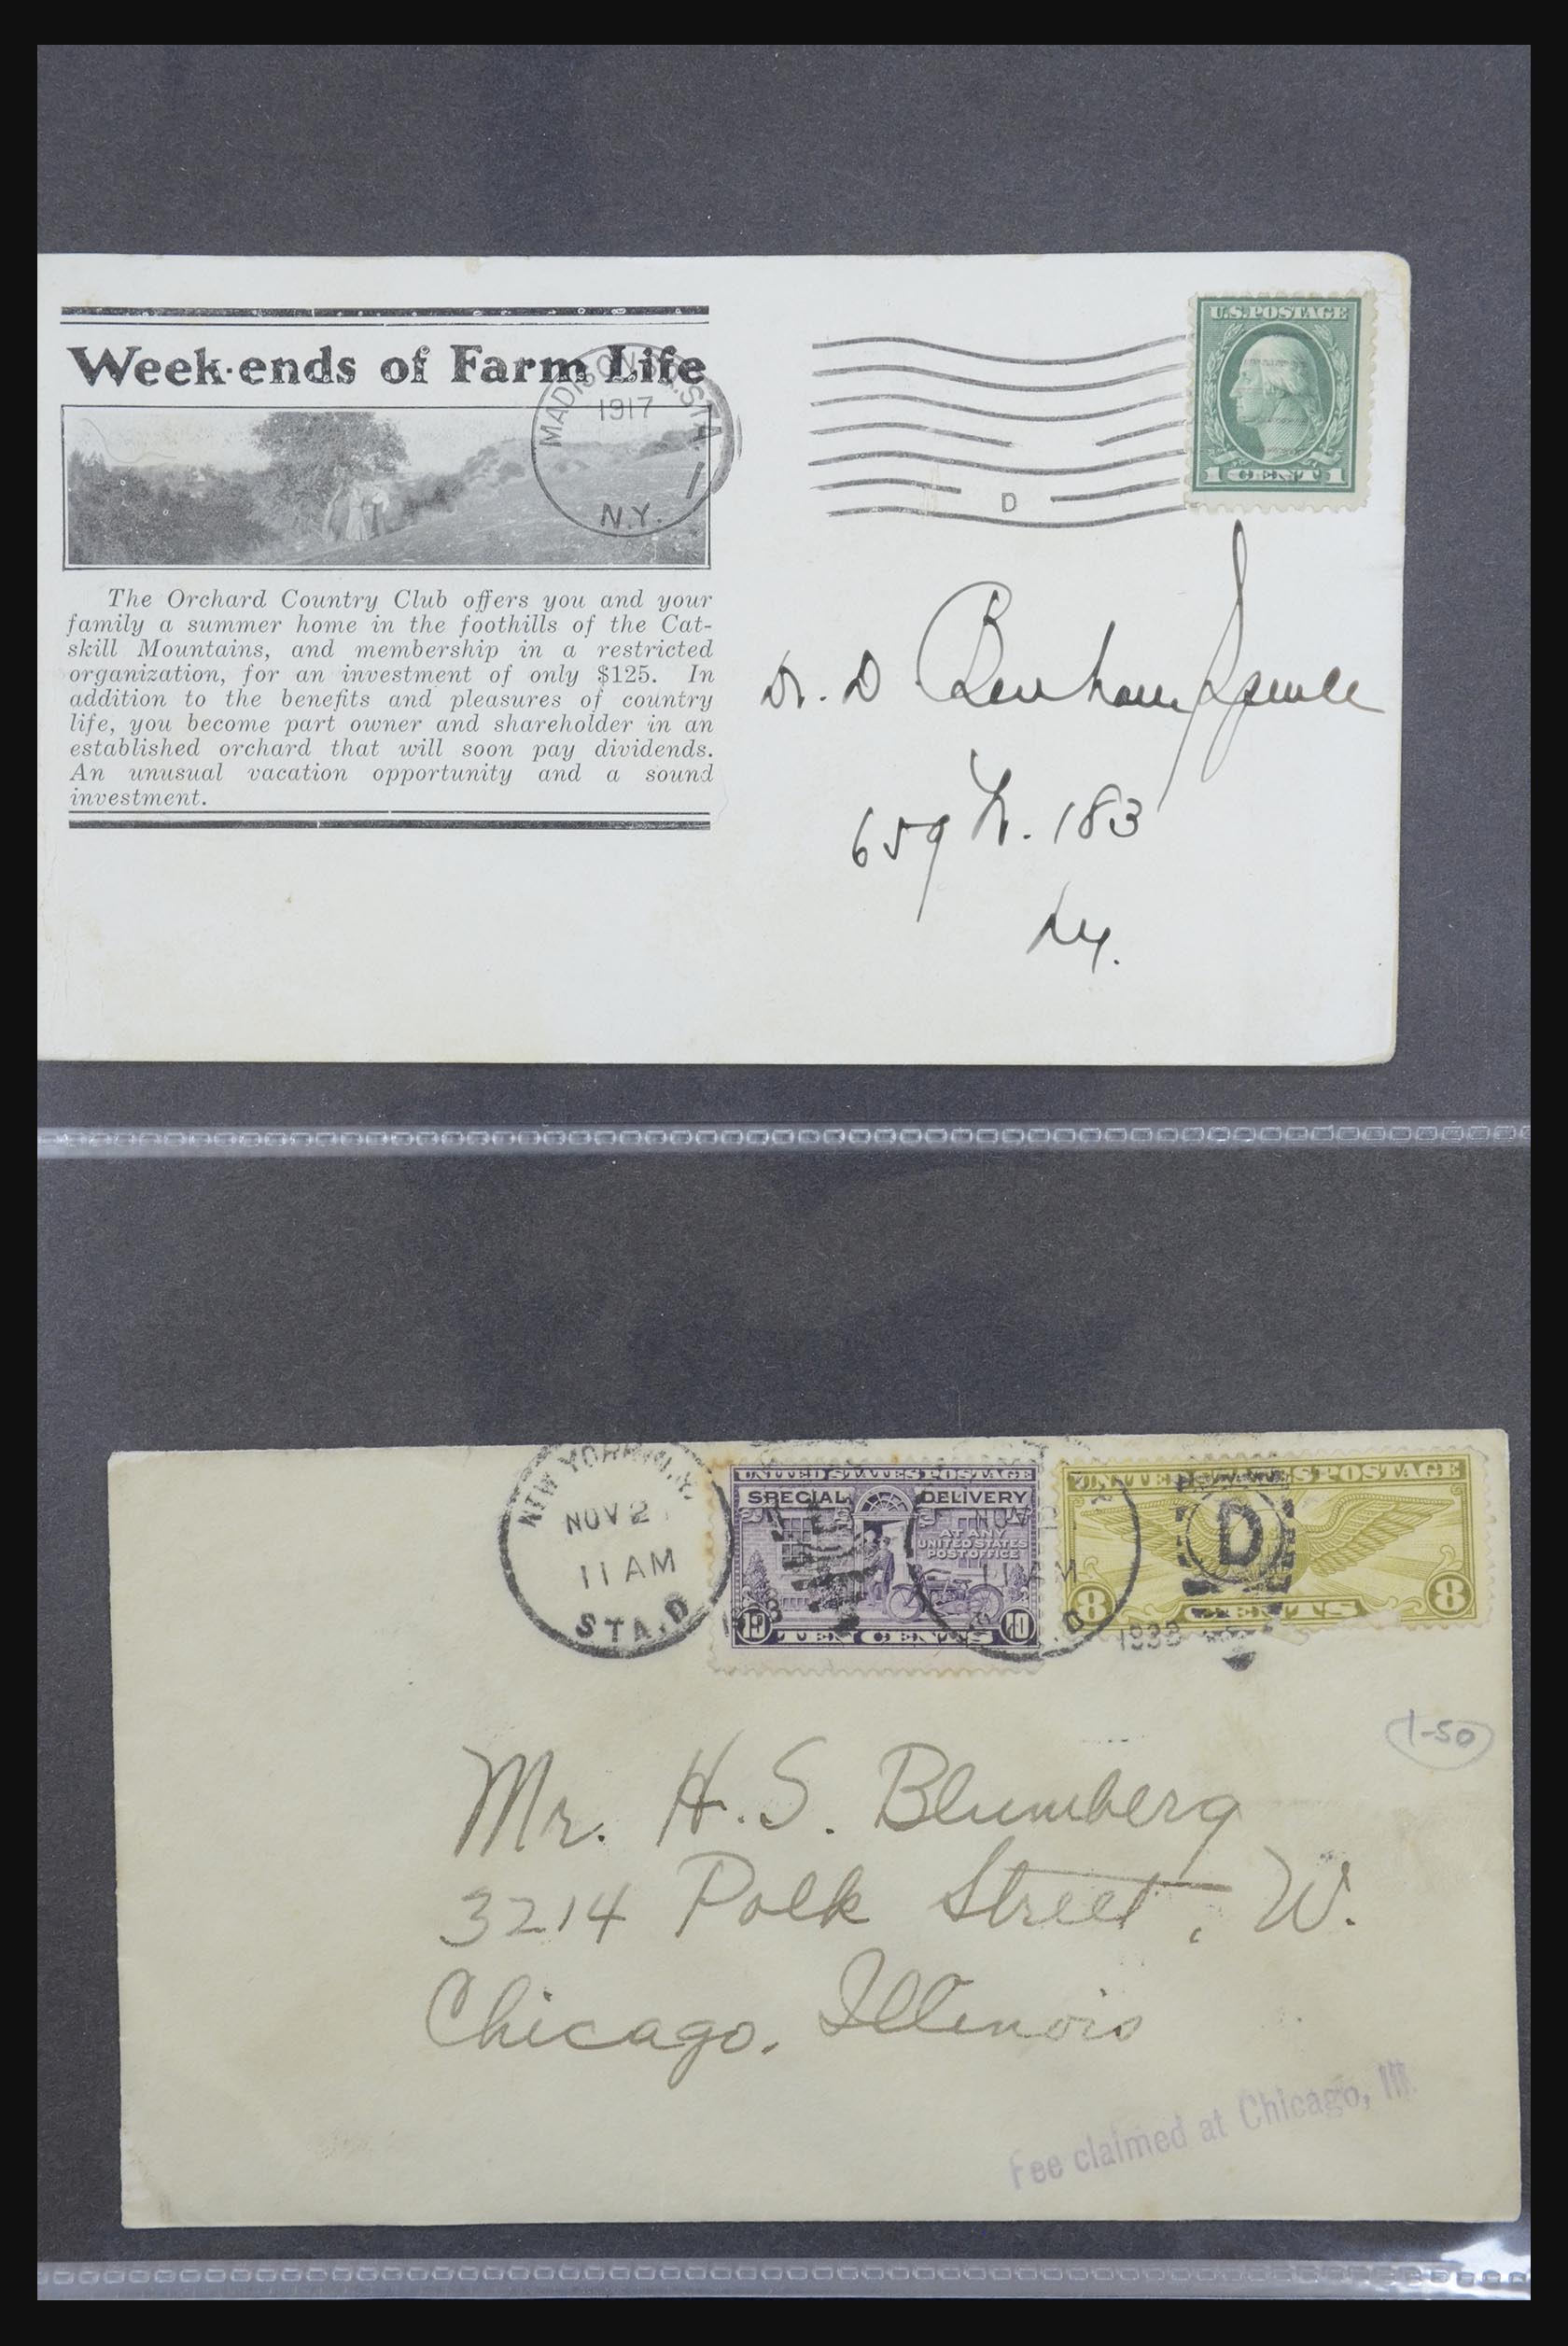 U.S. POSTAGE
1 CENT 1
Week-ends of Farm Life
MADISON SQ. STA.
1917
1
N.Y.
D
The Orchard Country Club offers you and your
family a summer home in the foothills of the Cat-
skill Mountains, and membership in a restricted
organization, for an investment of only $125. In
addition to the benefits and pleasures of country
life, you become part owner and shareholder in an
established orchard that will soon pay dividends.
An unusual vacation opportunity and a sound
investment.
Dr. D
659 W. 183
N.Y.
NEW YORK, N.Y.
NOV 2
11 AM
STA. D
UNITED STATES POSTAGE
SPECIAL DELIVERY
AT ANY
UNITED STATES
POST OFFICE
10 TEN CENTS 10
UNITED STATES POSTAGE
D
8 CENTS 8
1-50
Mr. H. S. Blumberg
3214 Polk Street, W.
Chicago, Illinois
Fee claimed at Chicago, Ill.